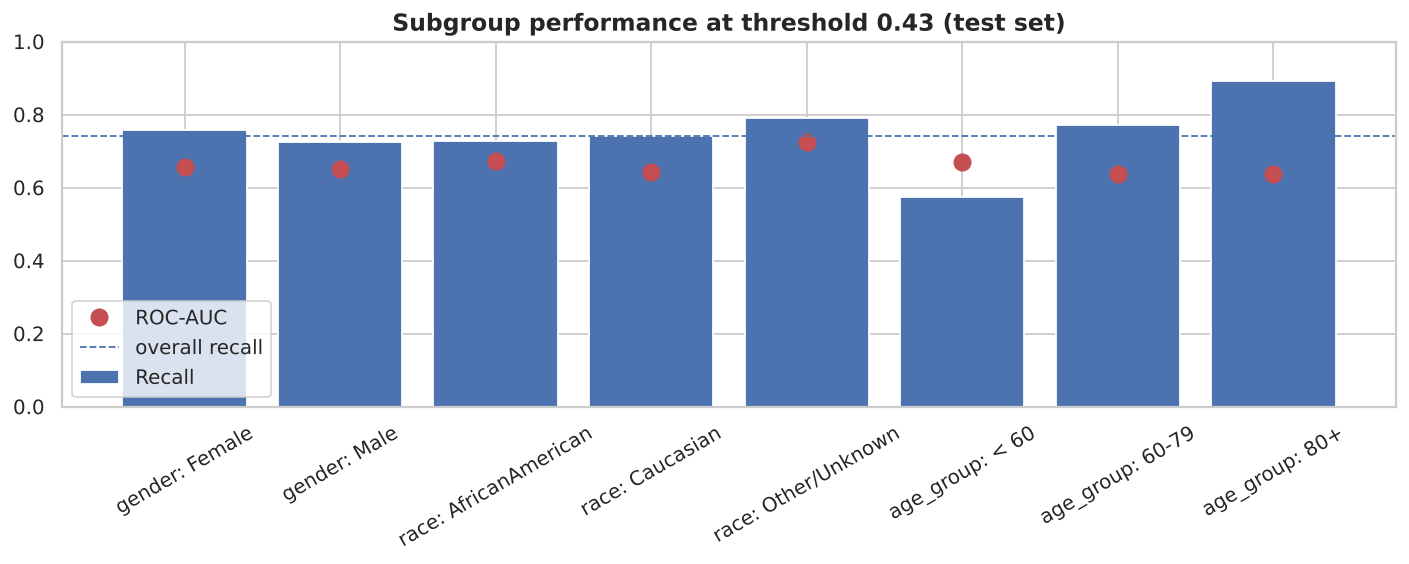 Subgroup performance at threshold 0.43 (test set)
1.0
0.8
0.6
0.4
0.2
0.0
ROC-AUC
overall recall
Recall
gender: Female
gender: Male
race: AfricanAmerican
race: Caucasian
race: Other/Unknown
age_group: < 60
age_group: 60-79
age_group: 80+